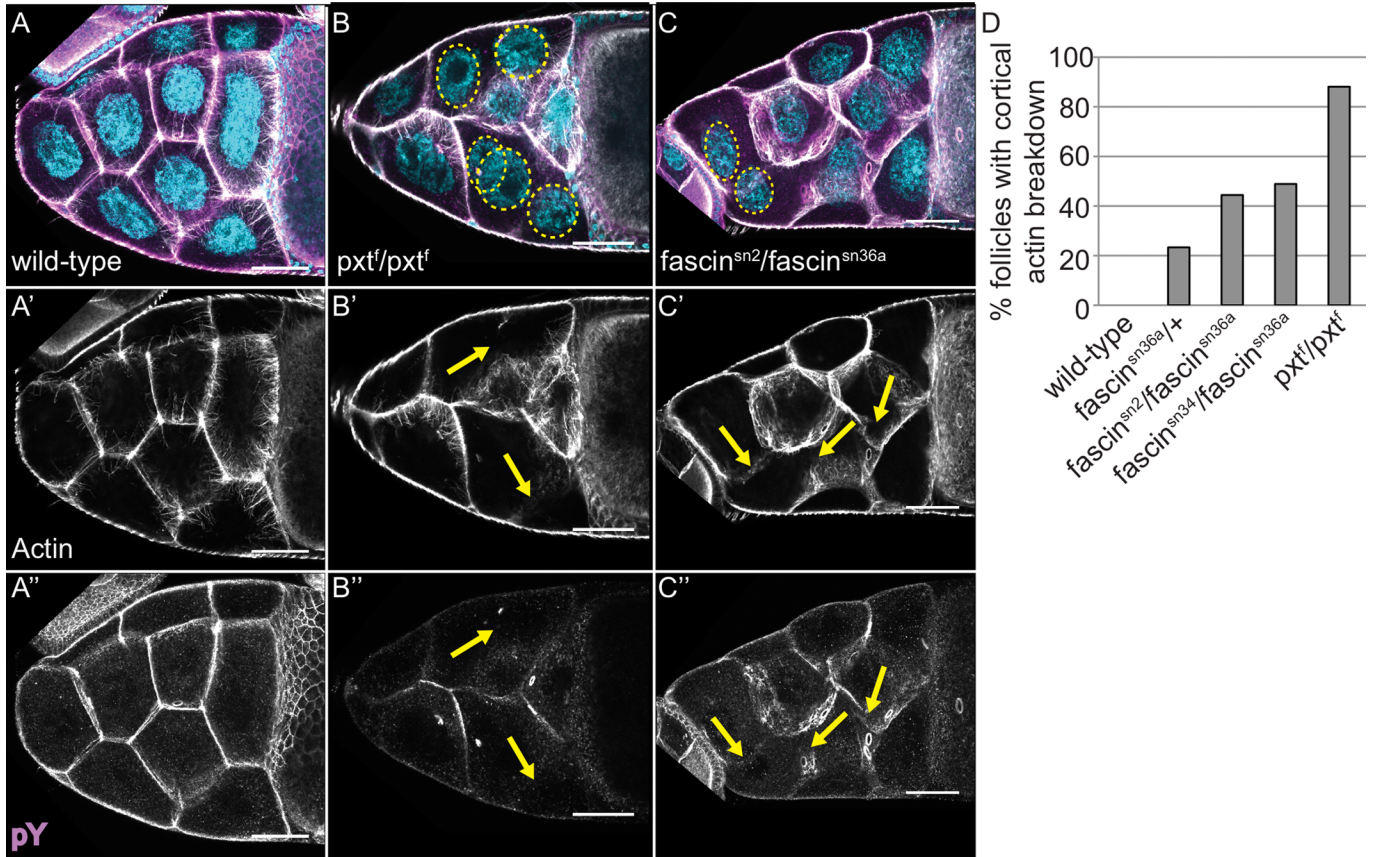 A
wild-type
B
pxtᶠ/pxtᶠ
C
fascinˢⁿ²/fascinˢⁿ³⁶ᵃ
D
% follicles with cortical
actin breakdown
100
80
60
40
20
0
wild-type
fascinˢⁿ³⁶ᵃ/+
fascinˢⁿ²/fascinˢⁿ³⁶ᵃ
fascinˢⁿ³⁴/fascinˢⁿ³⁶ᵃ
pxtᶠ/pxtᶠ
A'
Actin
B'
C'
A''
pY
B''
C''